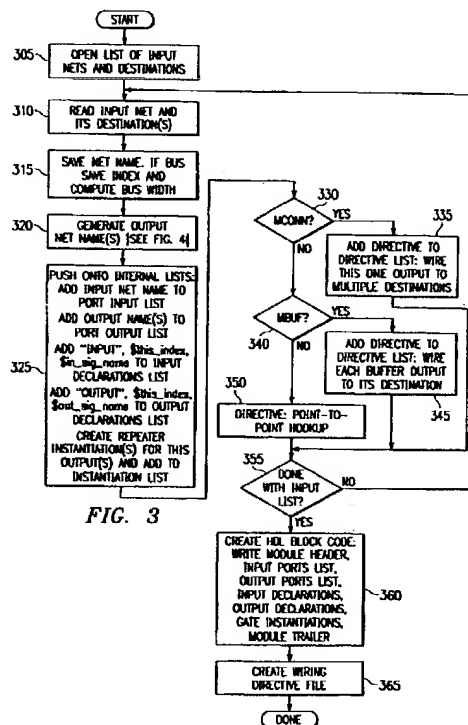 START
305
OPEN LIST OF INPUT
NETS AND DESTINATIONS
310
READ INPUT NET AND
ITS DESTINATION(S)
315
SAVE NET NAME. IF BUS
SAVE INDEX AND
COMPUTE BUS WIDTH
320
GENERATE OUTPUT
NET NAME(S) [SEE FIG. 4]
325
PUSH ONTO INTERNAL LISTS:
ADD INPUT NET NAME TO
PORT INPUT LIST
ADD OUTPUT NAME(S) TO
PORT OUTPUT LIST
ADD "INPUT", $this_index,
$in_sig_name TO INPUT
DECLARATIONS LIST
ADD "OUTPUT", $this_index,
$out_sig_name TO OUTPUT
DECLARATIONS LIST
CREATE REPEATER
INSTANTIATION(S) FOR THIS
OUTPUT(S) AND ADD TO
INSTANTIATION LIST
FIG. 3
330
MCONN?
YES
NO
335
ADD DIRECTIVE TO
DIRECTIVE LIST: WIRE
THIS ONE OUTPUT TO
MULTIPLE DESTINATIONS
MBUF?
YES
340
NO
ADD DIRECTIVE TO
DIRECTIVE LIST: WIRE
EACH BUFFER OUTPUT
TO ITS DESTINATION
345
350
DIRECTIVE: POINT-TO-
POINT HOOKUP
355
DONE
WITH INPUT
LIST?
NO
YES
CREATE HDL BLOCK CODE:
WRITE MODULE HEADER,
INPUT PORTS LIST,
OUTPUT PORTS LIST,
INPUT DECLARATIONS,
OUTPUT DECLARATIONS,
GATE INSTANTIATIONS,
MODULE TRAILER
360
CREATE WIRING
DIRECTIVE FILE
365
DONE